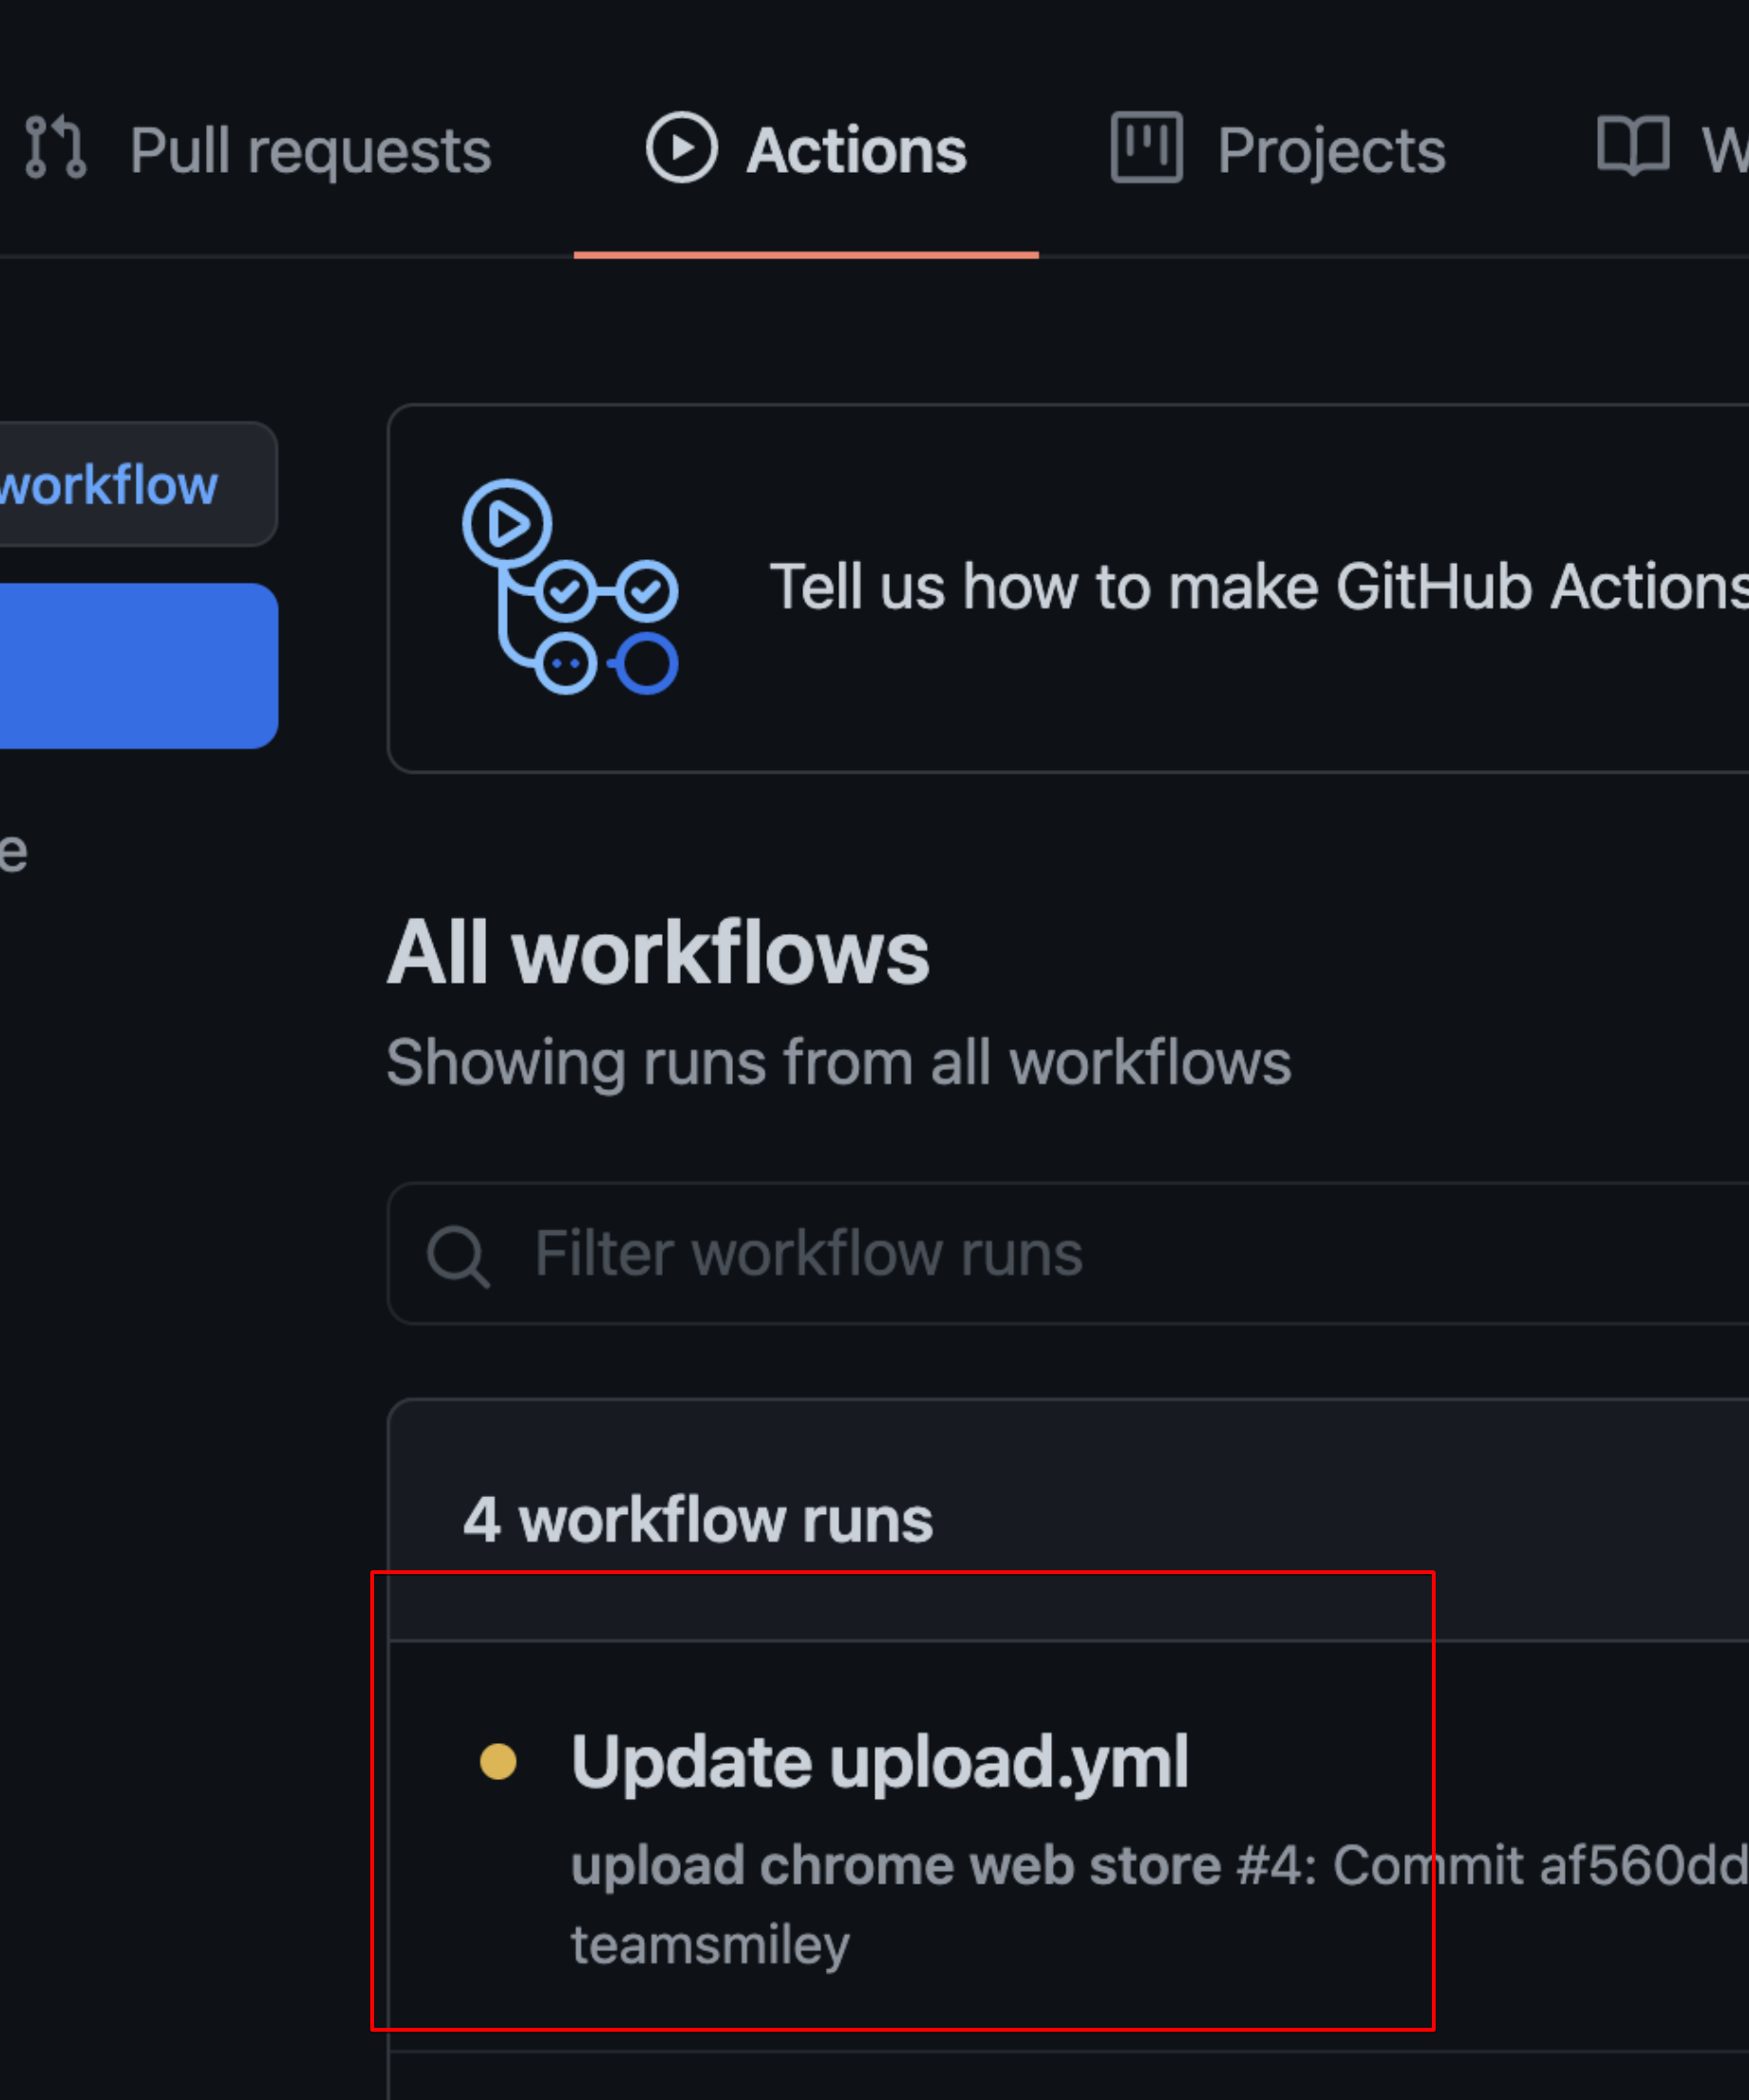 Pull requests Actions Projects
workflow
Tell us how to make GitHub Actions
All workflows
Showing runs from all workflows
Filter workflow runs
4 workflow runs
Update upload.yml
upload chrome web store #4: Commit af560dd
teamsmiley